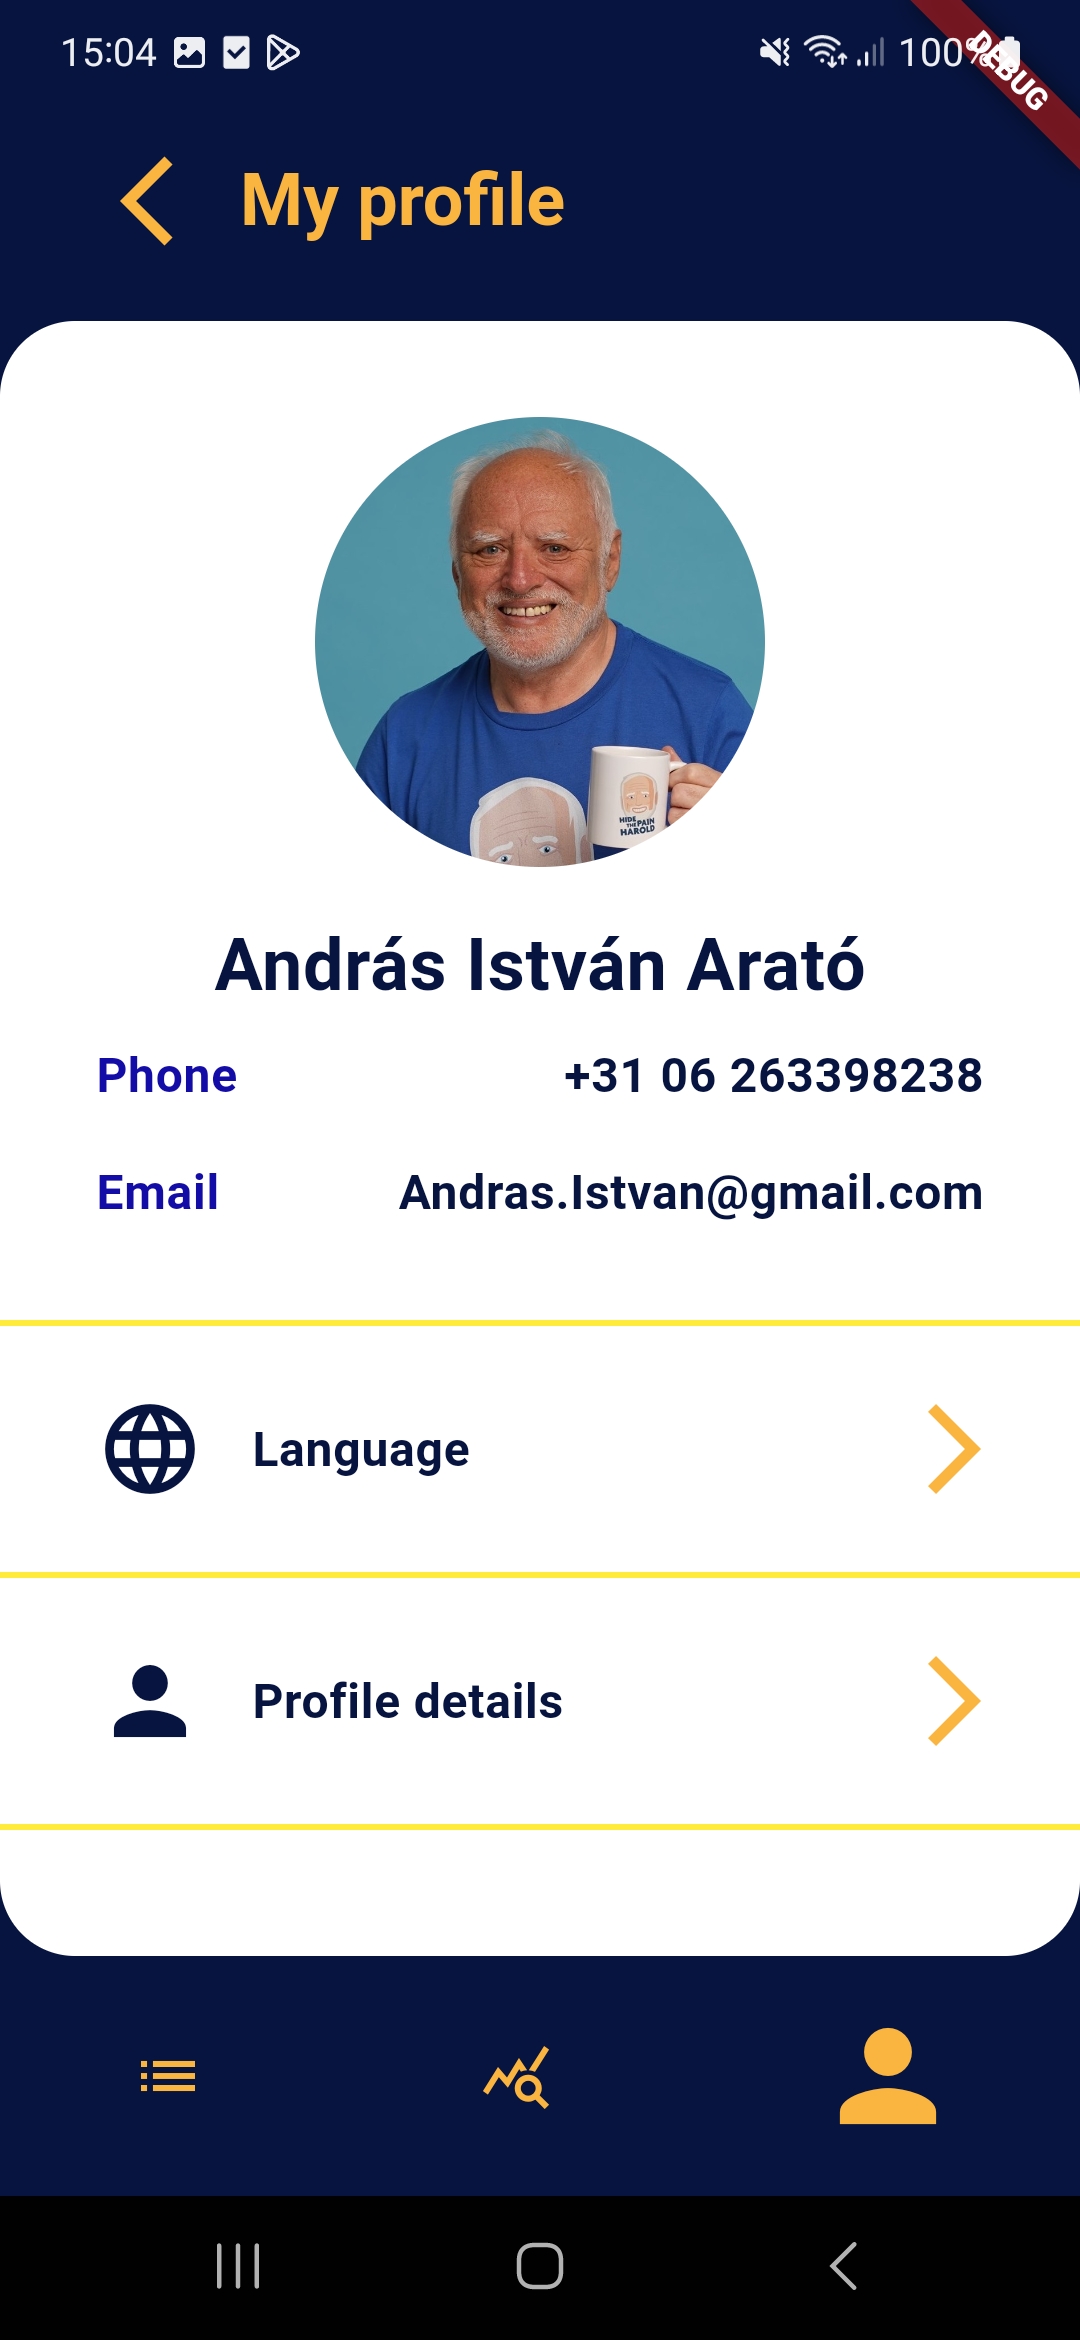 15:04
100%
DEBUG
My profile
HIDE
THE PAIN
HAROLD
András István Arató
Phone +31 06 263398238
Email Andras.Istvan@gmail.com
Language
Profile details